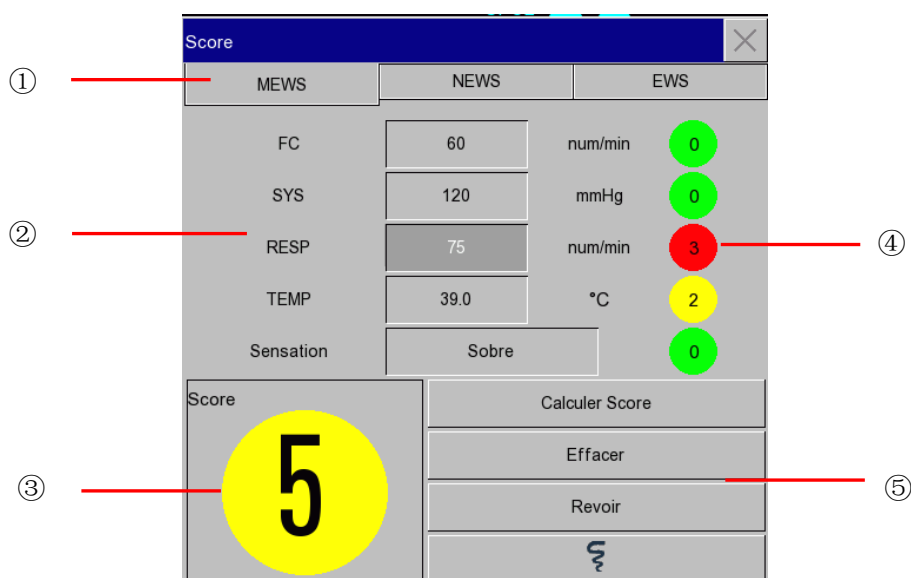 Score
① MEWS NEWS EWS
FC 60 num/min 0
SYS 120 mmHg 0
② RESP 75 num/min 3 ④
TEMP 39.0 °C 2
Sensation Sobre 0
Score
Calculer Score
Effacer
③ 5 ⑤
Revoir